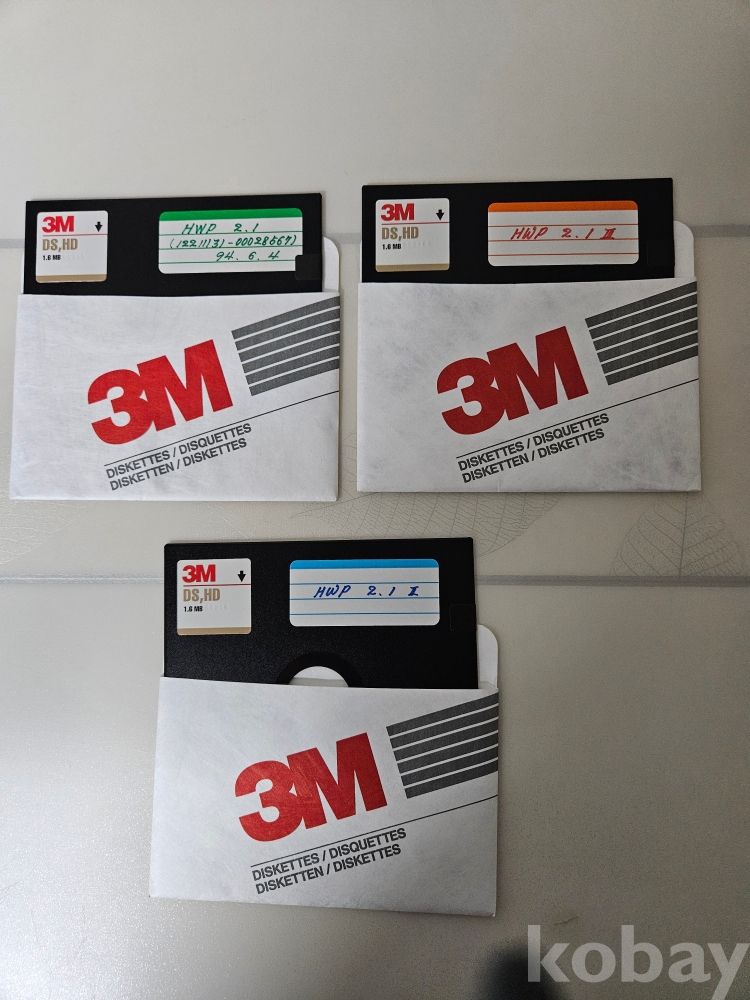 3M
DS,HD
1.6 MB
HWP 2.1
(12211131-00028567)
94. 6. 4
3M
DISKETTES / DISQUETTES
DISKETTEN / DISKETTES
3M
DS,HD
1.6 MB
HWP 2.1 III
3M
DISKETTES / DISQUETTES
DISKETTEN / DISKETTES
3M
DS,HD
1.6 MB
HWP 2.1 II
3M
DISKETTES / DISQUETTES
DISKETTEN / DISKETTES
kobay